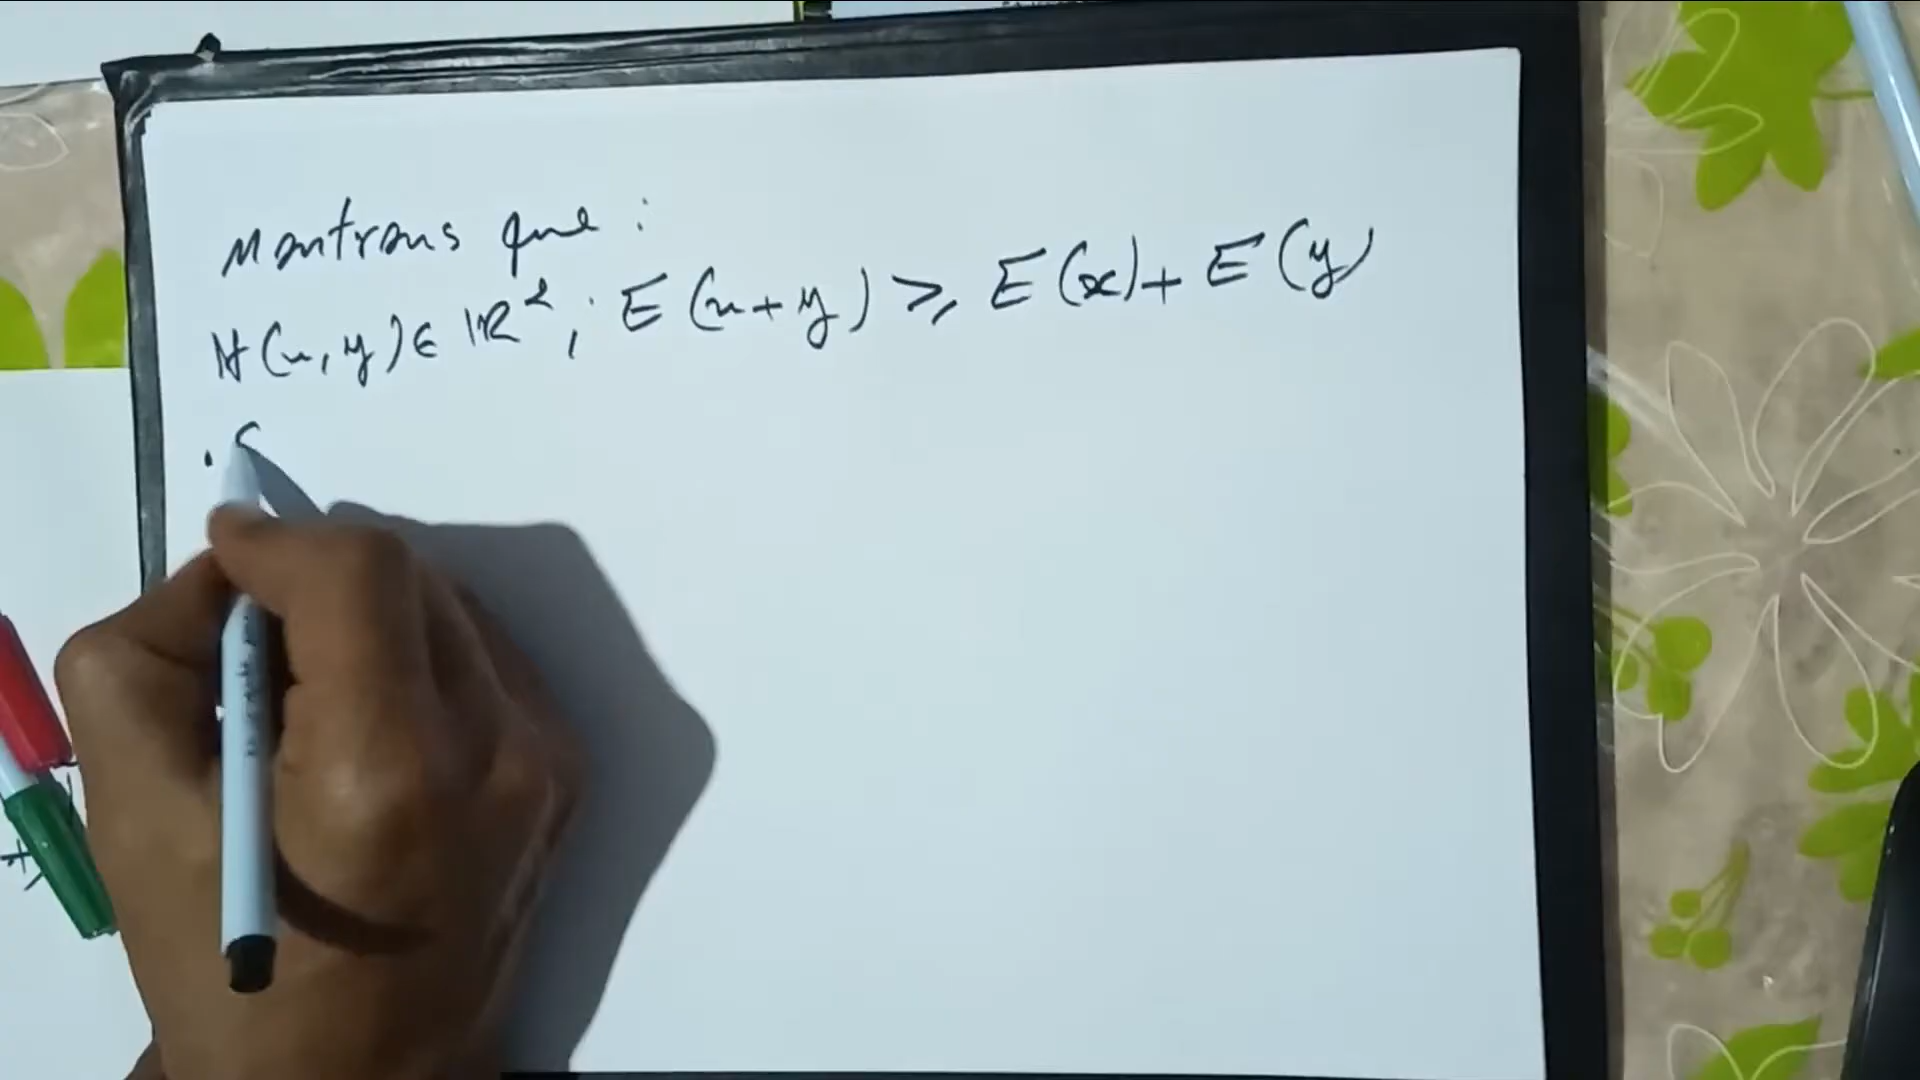 Montrons que :
∀(x,y)∈ ℝ² ; E(x+y) ≥ E(x)+E(y)